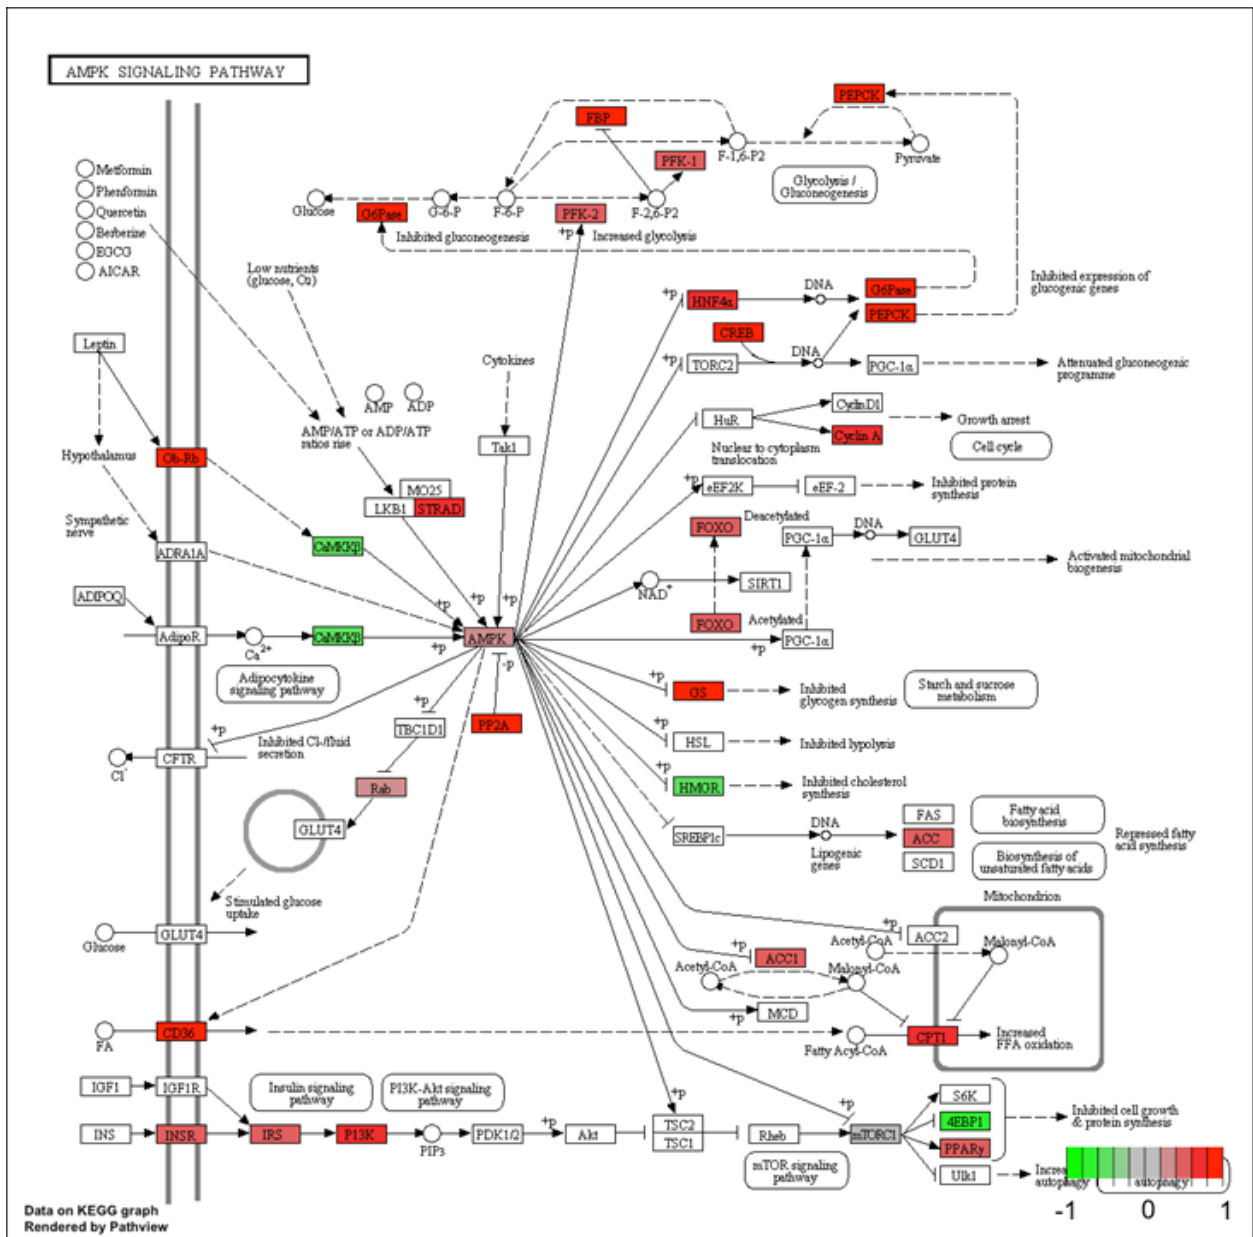 AMPK SIGNALING PATHWAY
PEPCK
FBP
F-1,6-P2
Pyruvate
PFK-1
Glycolysis /
Gluconeogenesis
Metformin
Phenformin
Quercetin
Berberine
EGCG
AICAR
Glucose
G6Pase
G-6-P
F-6-P
PFK-2
F-2,6-P2
+p
Inhibited gluconeogenesis
Increased glycolysis
Low nutrients
(glucose, O2)
Inhibited expression of
glucogenic genes
+p
HNF4α
DNA
G6Pase
PEPCK
CREB
Leptin
Cytokines
+p
TORC2
DNA
PGC-1α
Attenuated gluconeogenic
programme
AMP
ADP
AMP/ATP or ADP/ATP
ratios rise
HuR
Cyclin D1
Cyclin A
Growth arrest
Cell cycle
Nuclear to cytoplasm
translocation
Tak1
Hypothalamus
Ob-Rb
+p
eEF2K
eEF-2
Inhibited protein
synthesis
MO25
LKB1
STRAD
Sympathetic
nerve
ADRA1A
CaMKKβ
FOXO
Deacetylated
PGC-1α
DNA
GLUT4
Activated mitochondrial
biogenesis
NAD+
SIRT1
ADIPOQ
+p
+p
+p
FOXO
Acetylated
AdipoR
Ca2+
CaMKKβ
+p
AMPK
-p
+p
PGC-1α
Adipocytokine
signaling pathway
+p
GS
Inhibited
glycogen synthesis
Starch and sucrose
metabolism
+p
TBC1D1
PP2A
+p
Inhibited Cl-/fluid
secretion
+p
HSL
Inhibited lypolysis
Cl-
CFTR
+p
HMGR
Inhibited cholesterol
synthesis
Rab
GLUT4
SREBP1c
DNA
Lipogenic
genes
FAS
ACC
SCD1
Fatty acid
biosynthesis
Biosynthesis of
unsaturated fatty acids
Repressed fatty
acid synthesis
Stimulated glucose
uptake
Mitochondrion
Glucose
GLUT4
+p
ACC2
+p
ACC1
Acetyl-CoA
Malonyl-CoA
Acetyl-CoA
Malonyl-CoA
+p
MCD
FA
CD36
Fatty Acyl-CoA
CPT1
Increased
FFA oxidation
IGF1
IGF1R
Insulin signaling
pathway
PI3K-Akt signaling
pathway
+p
+p
INS
INSR
IRS
P13K
PIP3
PDK1/2
+p
Akt
TSC2
TSC1
Rheb
mTORC1
mTOR signaling
pathway
S6K
4EBP1
PPARγ
Ulk1
Inhibited cell growth
& protein synthesis
autophagy
autophagy
-1 0 1
Data on KEGG graph
Rendered by Pathview